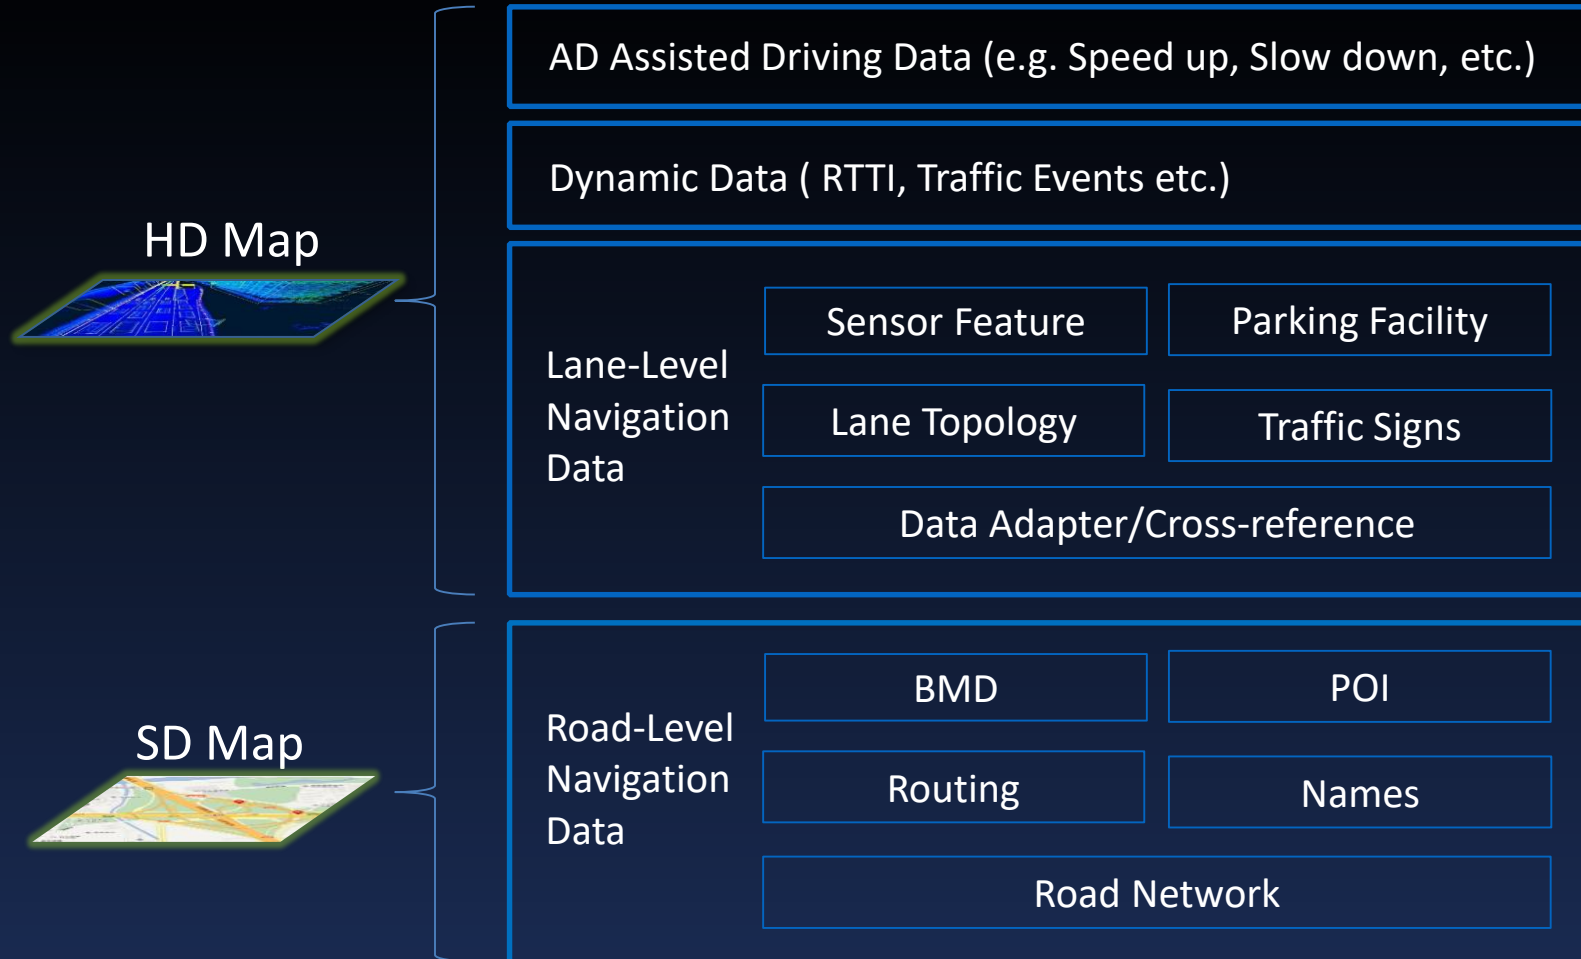 AD Assisted Driving Data (e.g. Speed up, Slow down, etc.)
Dynamic Data ( RTTI, Traffic Events etc.)
HD Map
Lane-Level
Navigation
Data
Sensor Feature
Parking Facility
Lane Topology
Traffic Signs
Data Adapter/Cross-reference
SD Map
Road-Level
Navigation
Data
BMD
POI
Routing
Names
Road Network